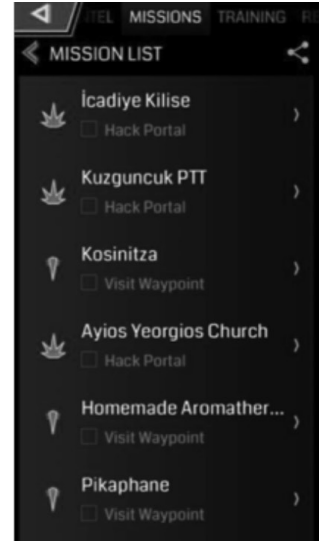 MISSIONS TRAINING
MISSION LIST
İcadiye Kilise
Hack Portal
Kuzguncuk PTT
Hack Portal
Kosinitza
Visit Waypoint
Ayios Yeorgios Church
Hack Portal
Homemade Aromather...
Visit Waypoint
Pikaphane
Visit Waypoint